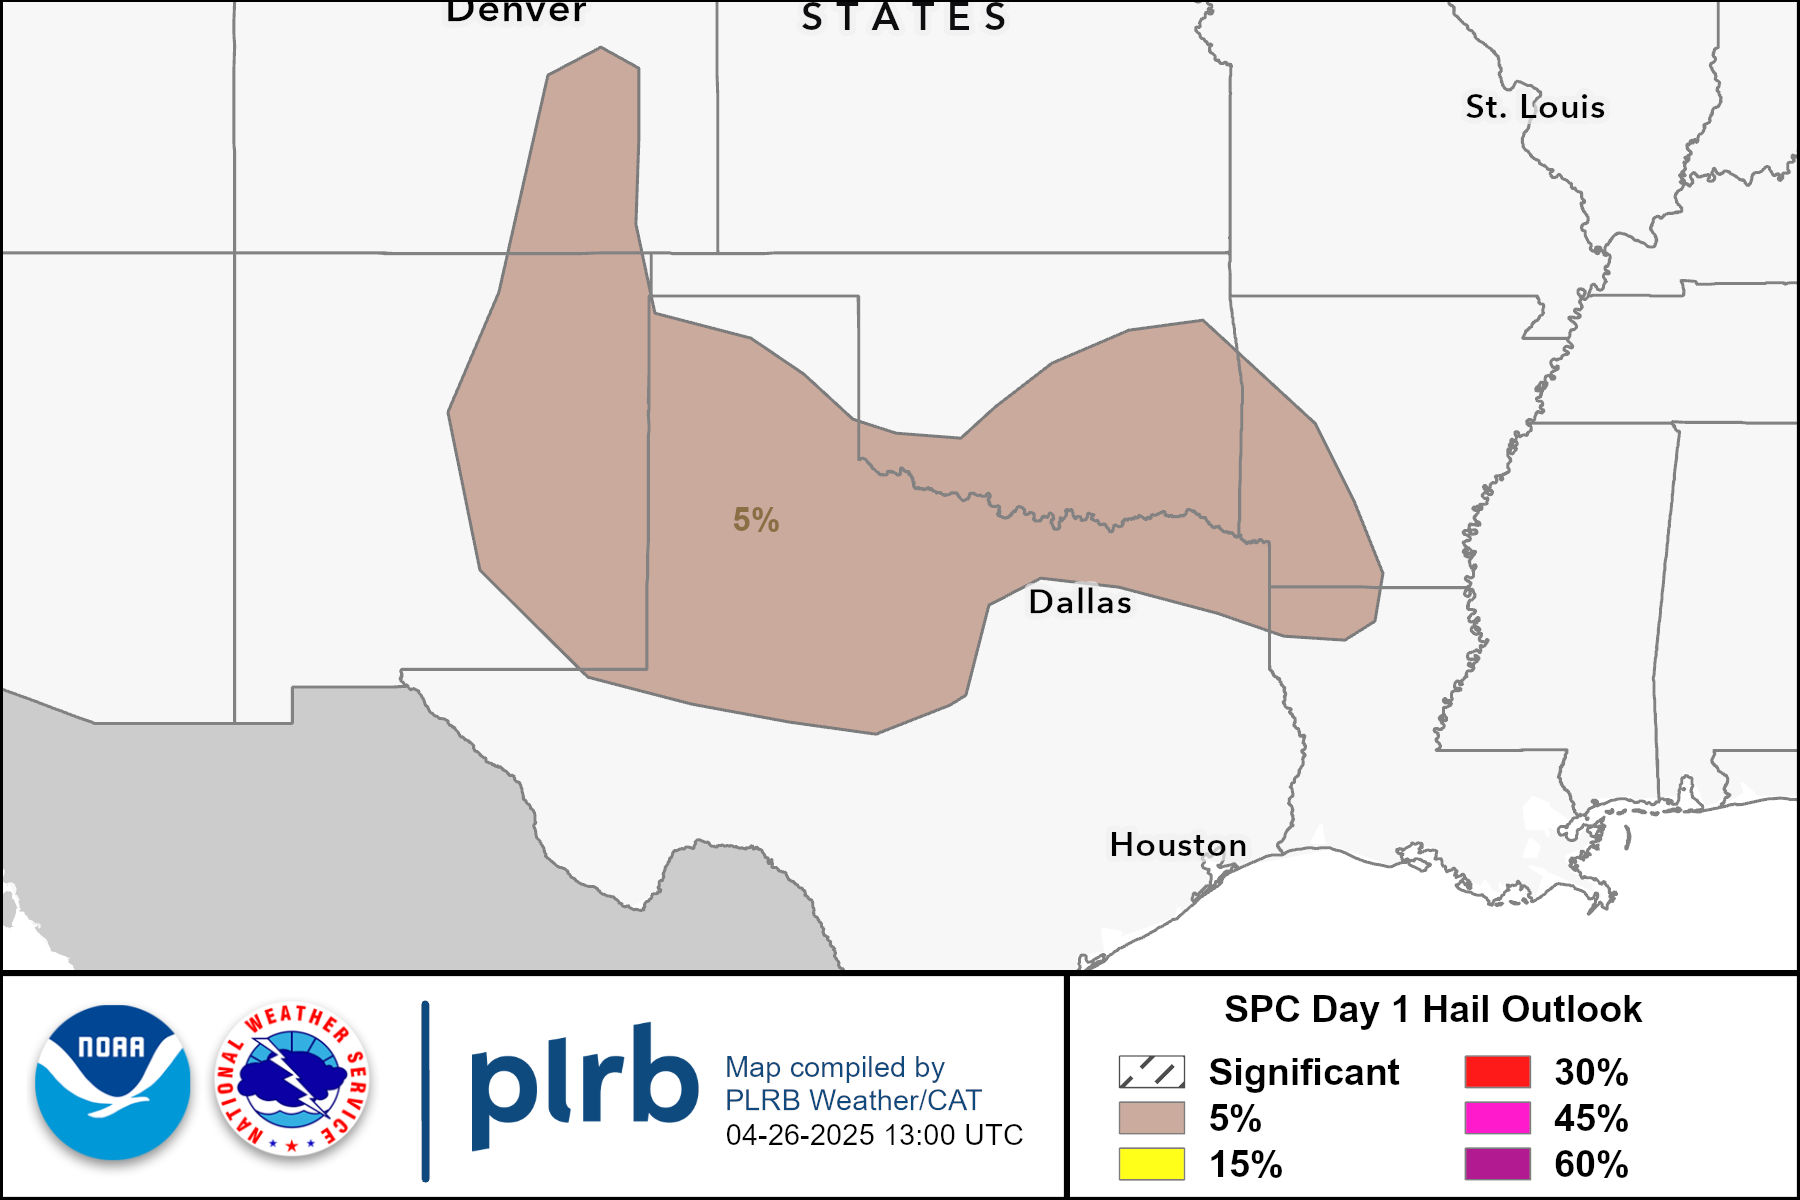 Denver
STATES
St. Louis
5%
Dallas
Houston
NOAA
NATIONAL WEATHER SERVICE
plrb
Map compiled by
PLRB Weather/CAT
04-26-2025 13:00 UTC
SPC Day 1 Hail Outlook
Significant
5%
15%
30%
45%
60%